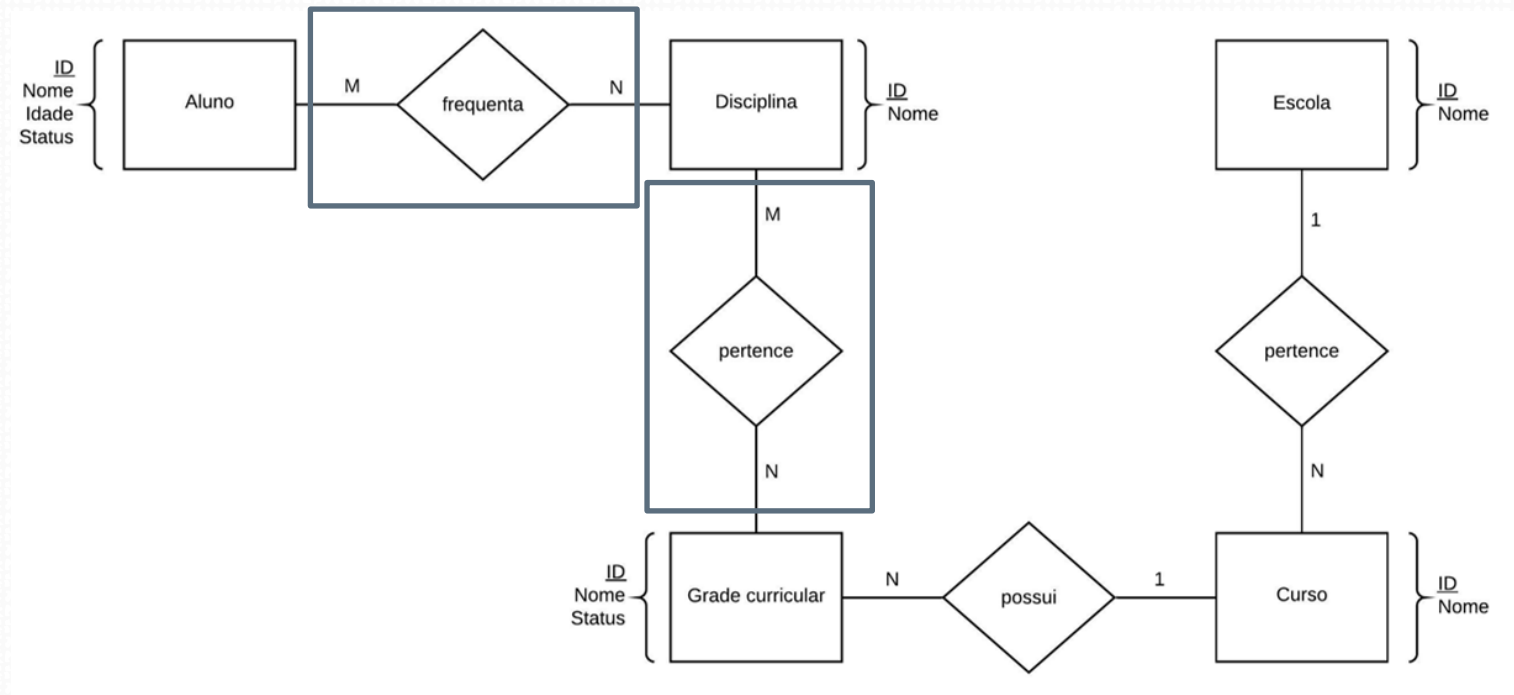 ID
Nome
Idade
Status
Aluno
M
frequenta
N
Disciplina
ID
Nome
Escola
ID
Nome
M
1
pertence
pertence
N
N
ID
Nome
Status
Grade curricular
N
possui
1
Curso
ID
Nome